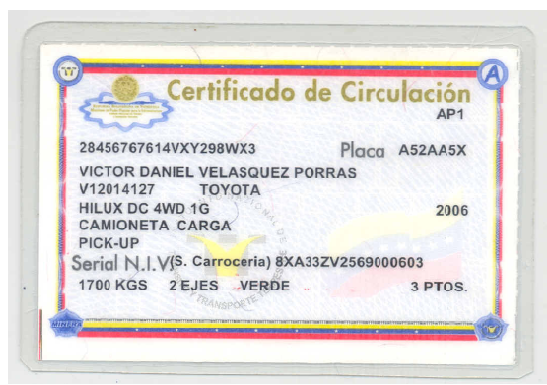 Certificado de Circulación
AP1
28456767614VXY298WX3 Placa A52AA5X
VICTOR DANIEL VELASQUEZ PORRAS
V12014127 TOYOTA
HILUX DC 4WD 1G 2006
CAMIONETA CARGA
PICK-UP
Serial N.I.V. (S. Carroceria) 8XA33ZV2569000603
1700 KGS 2 EJES VERDE 3 PTOS.